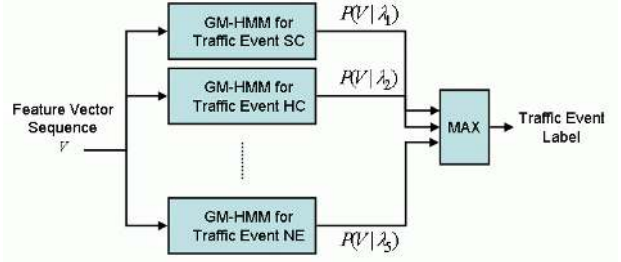 GM-HMM for
Traffic Event SC
P(V | λ₁)
GM-HMM for
Traffic Event HC
P(V | λ₂)
Feature Vector
Sequence
V
MAX
Traffic Event
Label
GM-HMM for
Traffic Event NE
P(V | λ₅)